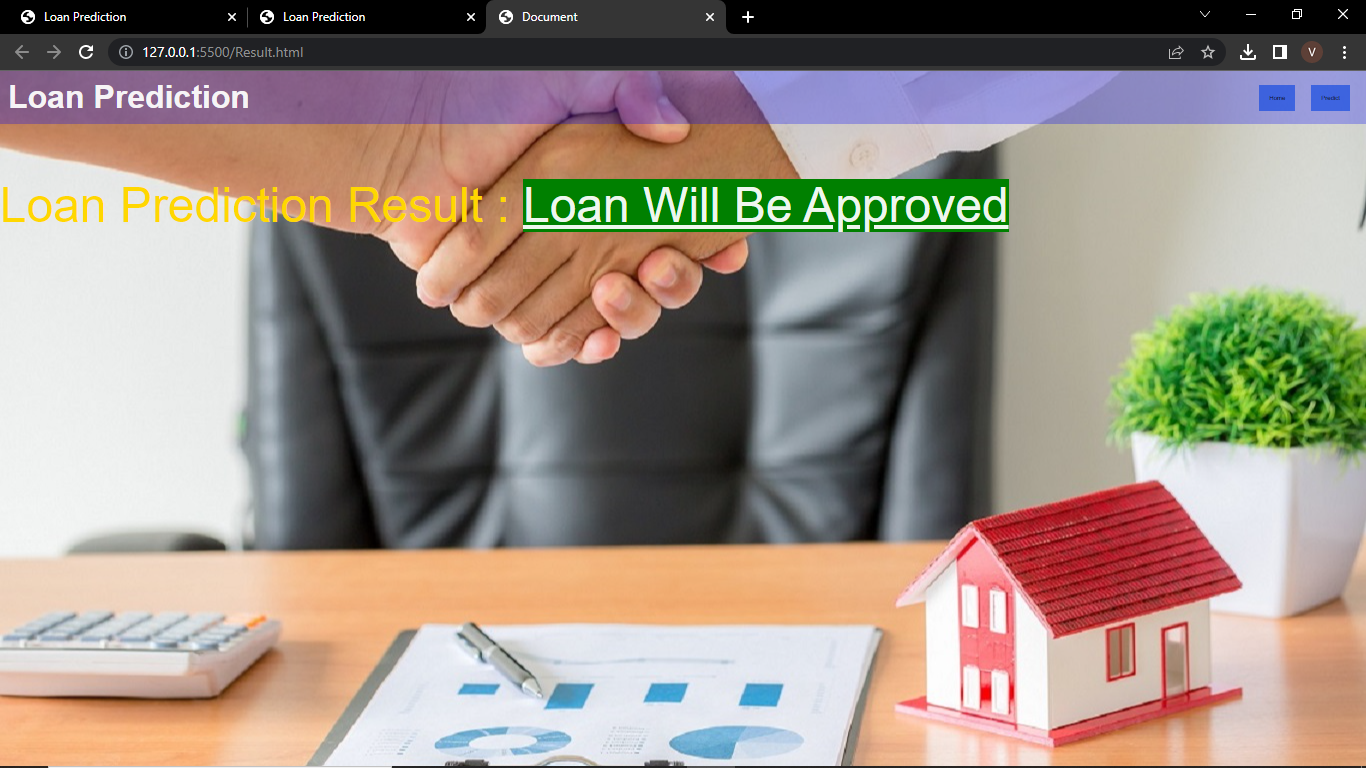 Loan Prediction
Loan Prediction
Document
127.0.0.1:5500/Result.html
V
Loan Prediction
Home
Predict
Loan Prediction Result : Loan Will Be Approved